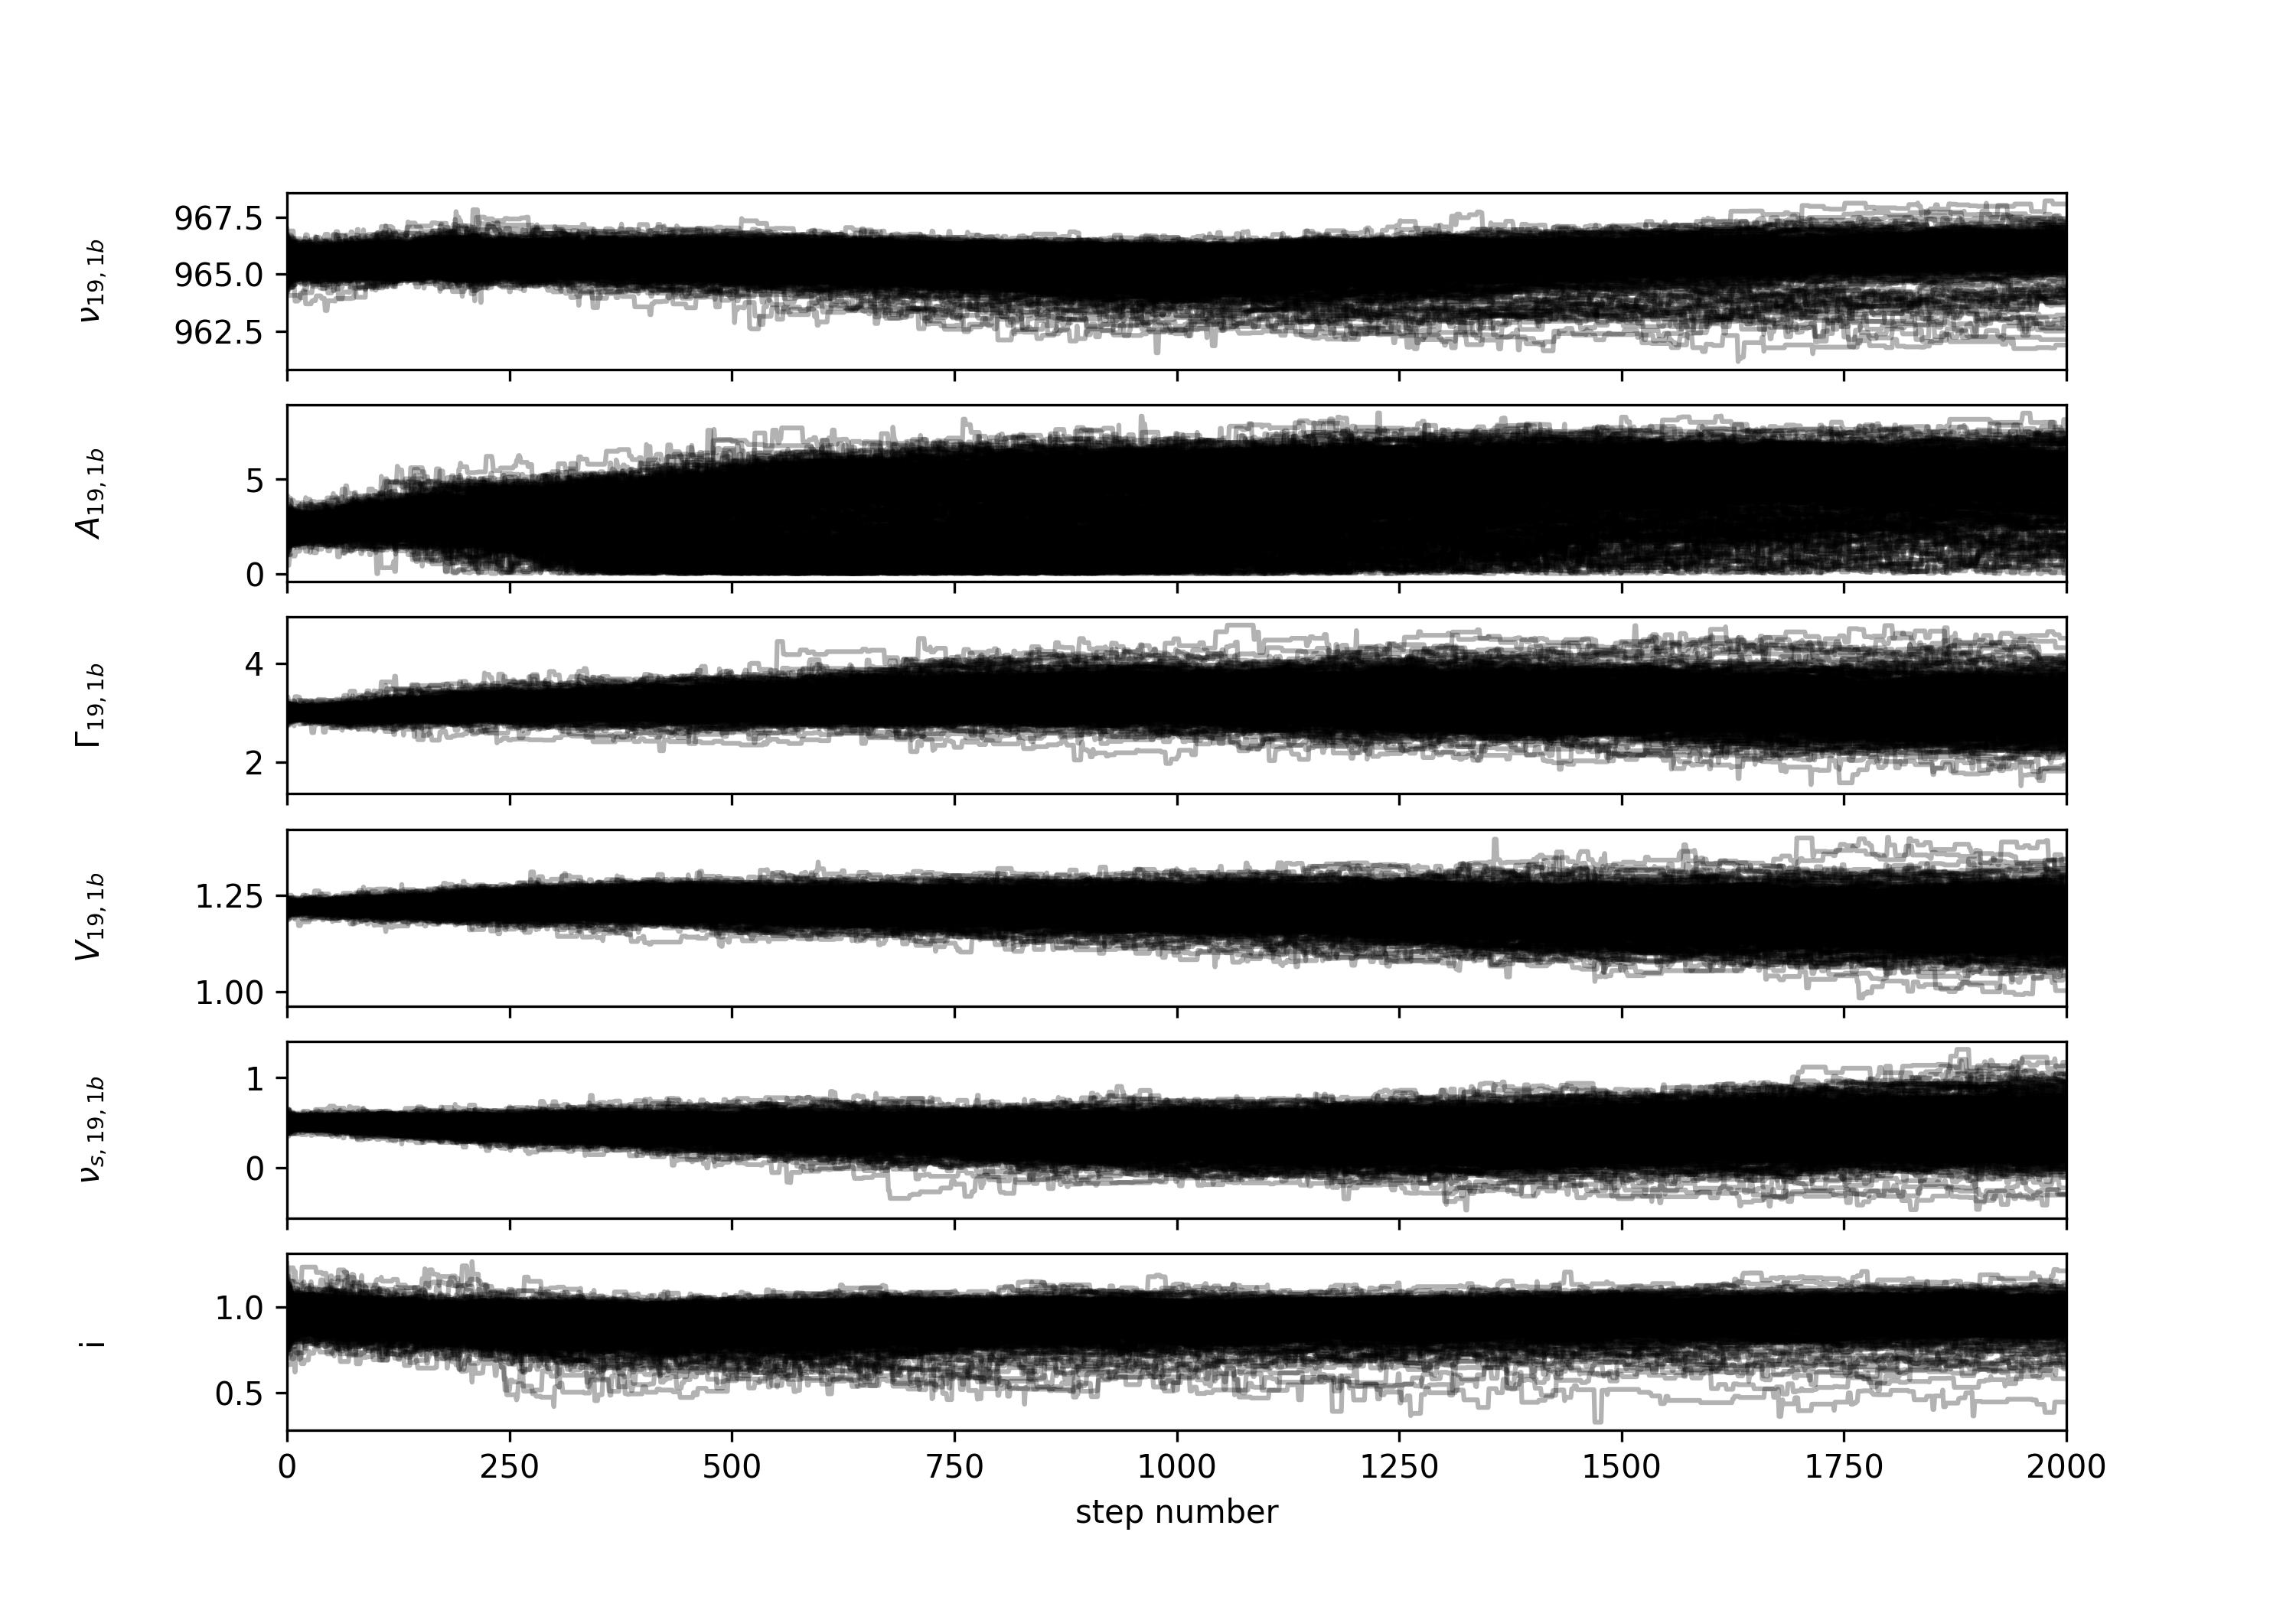 967.5
965.0
962.5
ν19, 1b
5
0
A19, 1b
4
2
Γ19, 1b
1.25
1.00
V19, 1b
1
0
νs, 19, 1b
1.0
0.5
i
0 250 500 750 1000 1250 1500 1750 2000
step number